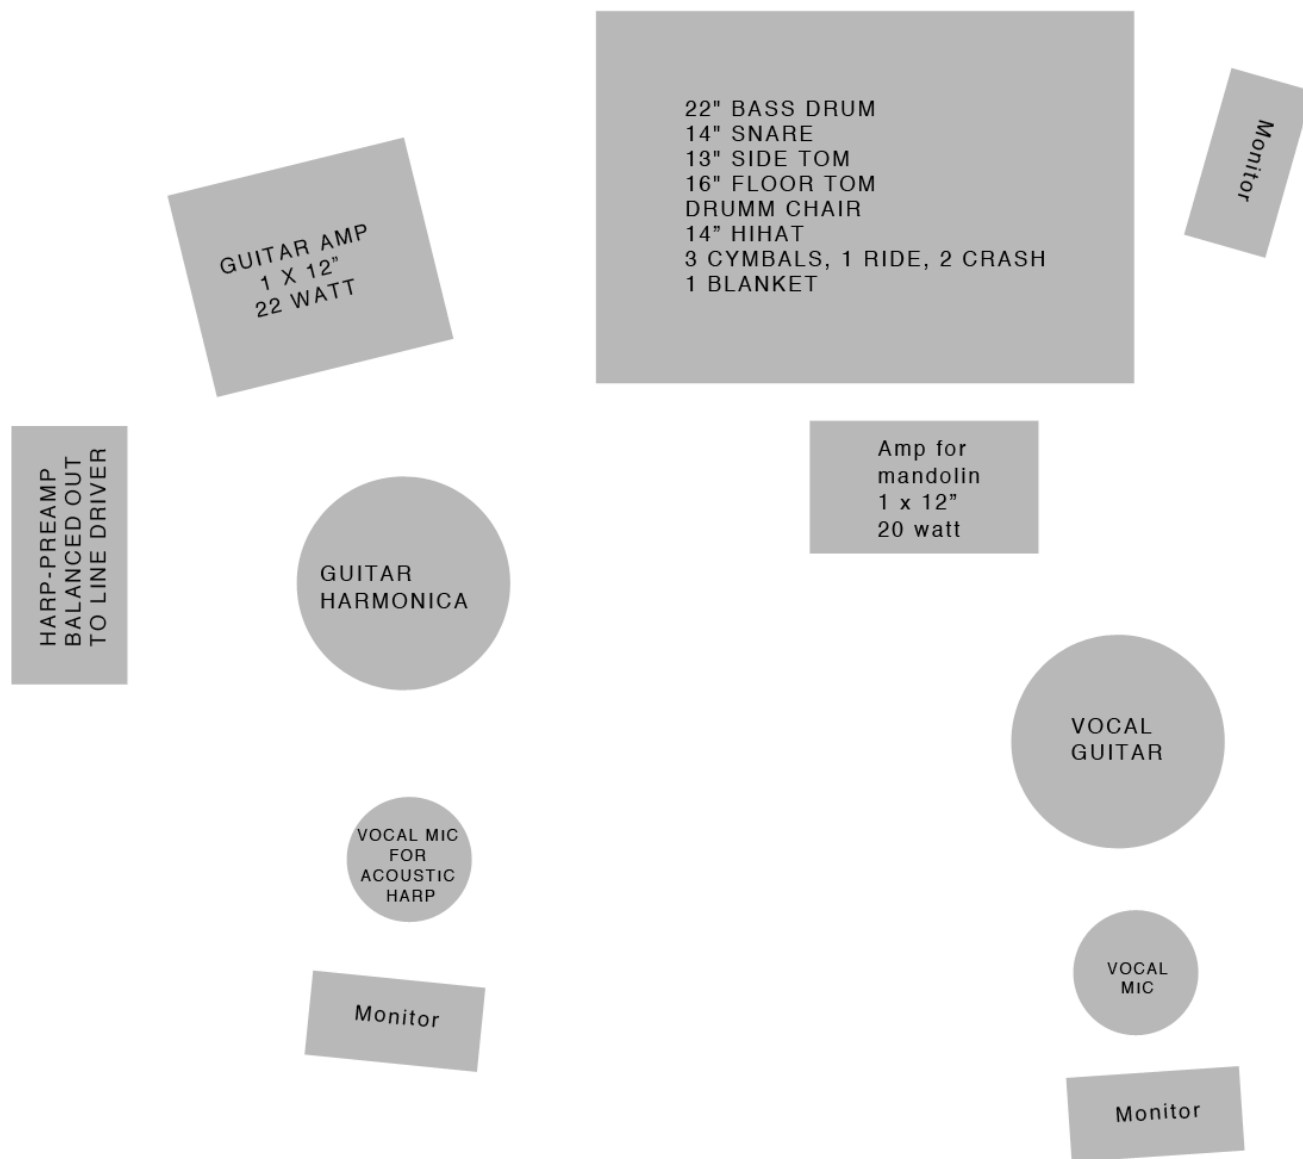 22" BASS DRUM
14" SNARE
13" SIDE TOM
16" FLOOR TOM
DRUMM CHAIR
14” HIHAT
3 CYMBALS, 1 RIDE, 2 CRASH
1 BLANKET
Monitor
GUITAR AMP
1 X 12”
22 WATT
HARP-PREAMP
BALANCED OUT
TO LINE DRIVER
GUITAR
HARMONICA
Amp for
mandolin
1 x 12”
20 watt
VOCAL
GUITAR
VOCAL MIC
FOR
ACOUSTIC
HARP
VOCAL
MIC
Monitor
Monitor